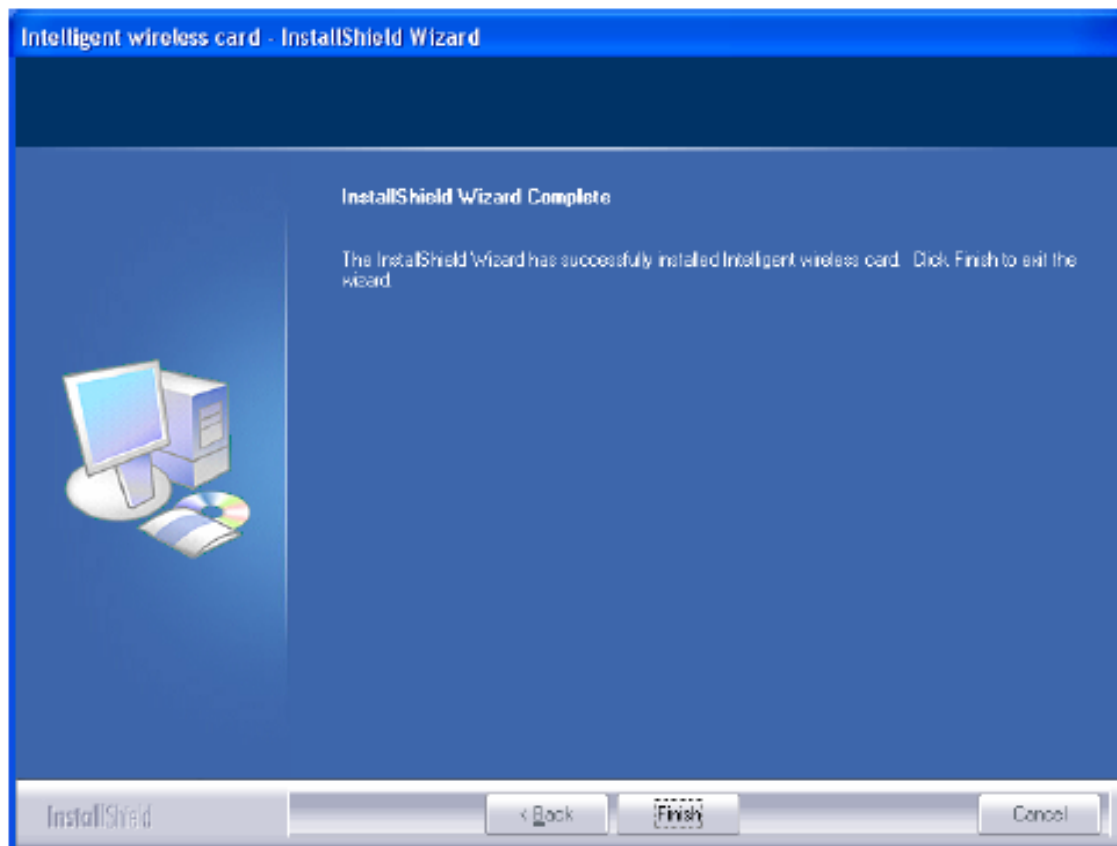 Intelligent wireless card - InstallShield Wizard
InstallShield Wizard Complete
The InstallShield Wizard has successfully installed Intelligent wireless card. Click Finish to exit the
wizard.
InstallShield
< Back
Finish
Cancel